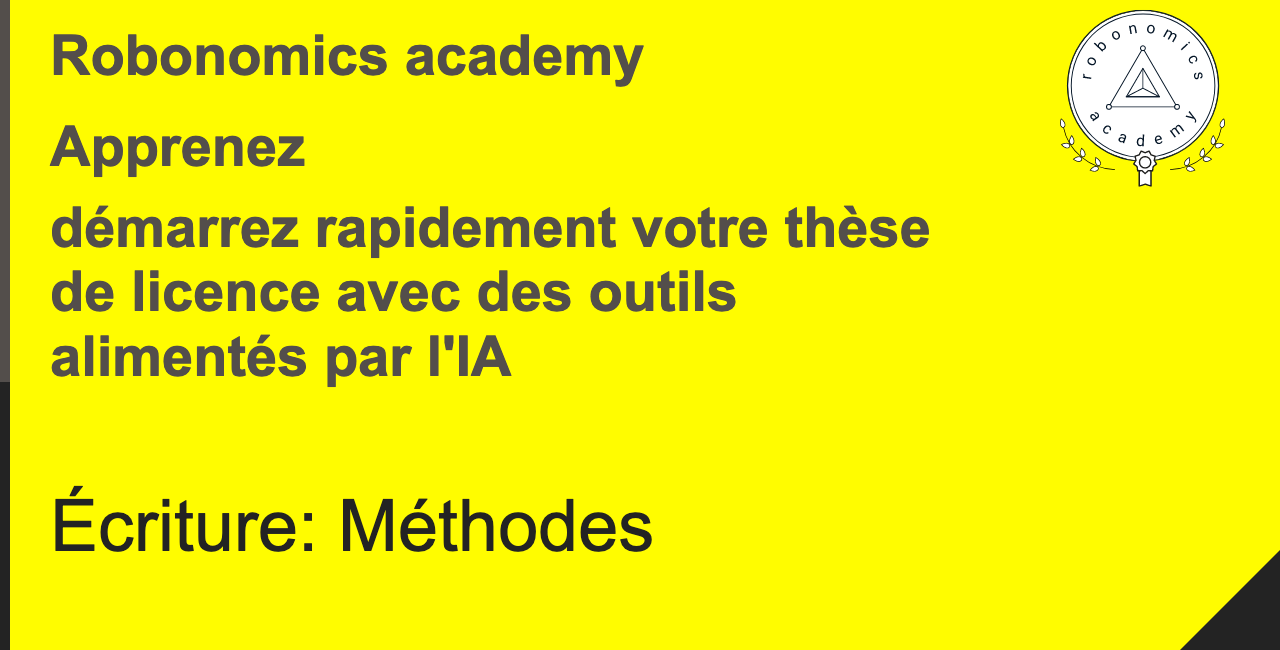 Robonomics academy
Apprenez
démarrez rapidement votre thèse
de licence avec des outils
alimentés par l'IA
Écriture: Méthodes
robonomics
academy